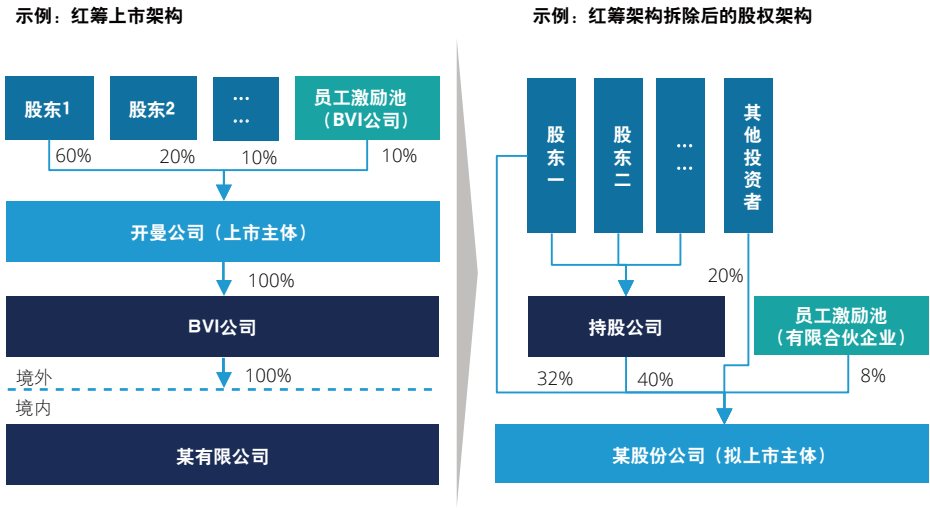 示例：红筹上市架构
股东1
股东2
...
...
员工激励池
（BVI公司）
60%
20%
10%
10%
开曼公司（上市主体）
100%
BVI公司
100%
境外
境内
某有限公司
示例：红筹架构拆除后的股权架构
股东一
股东二
...
...
其他投资者
20%
持股公司
员工激励池
（有限合伙企业）
32%
40%
8%
某股份公司（拟上市主体）